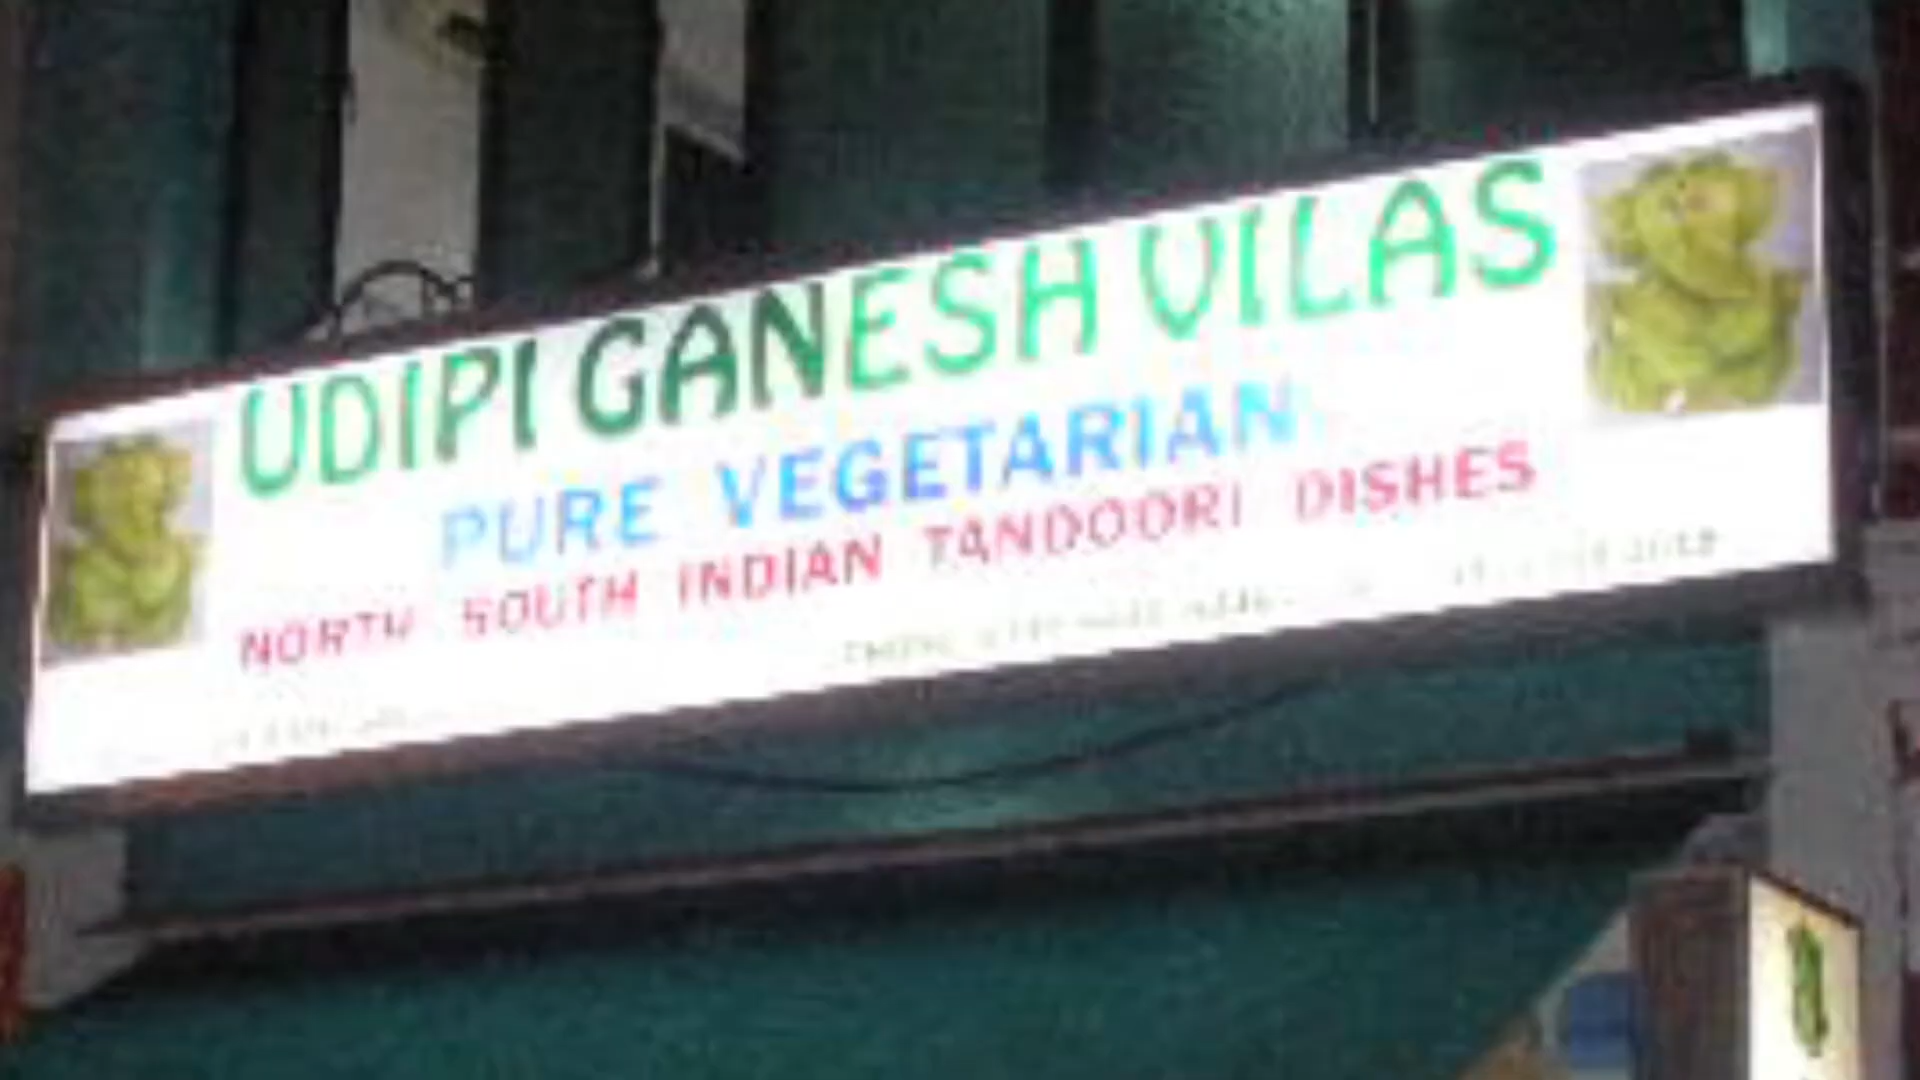 UDIPI GANESH VILAS
PURE VEGETARIAN
NORTH SOUTH INDIAN TANDOORI DISHES